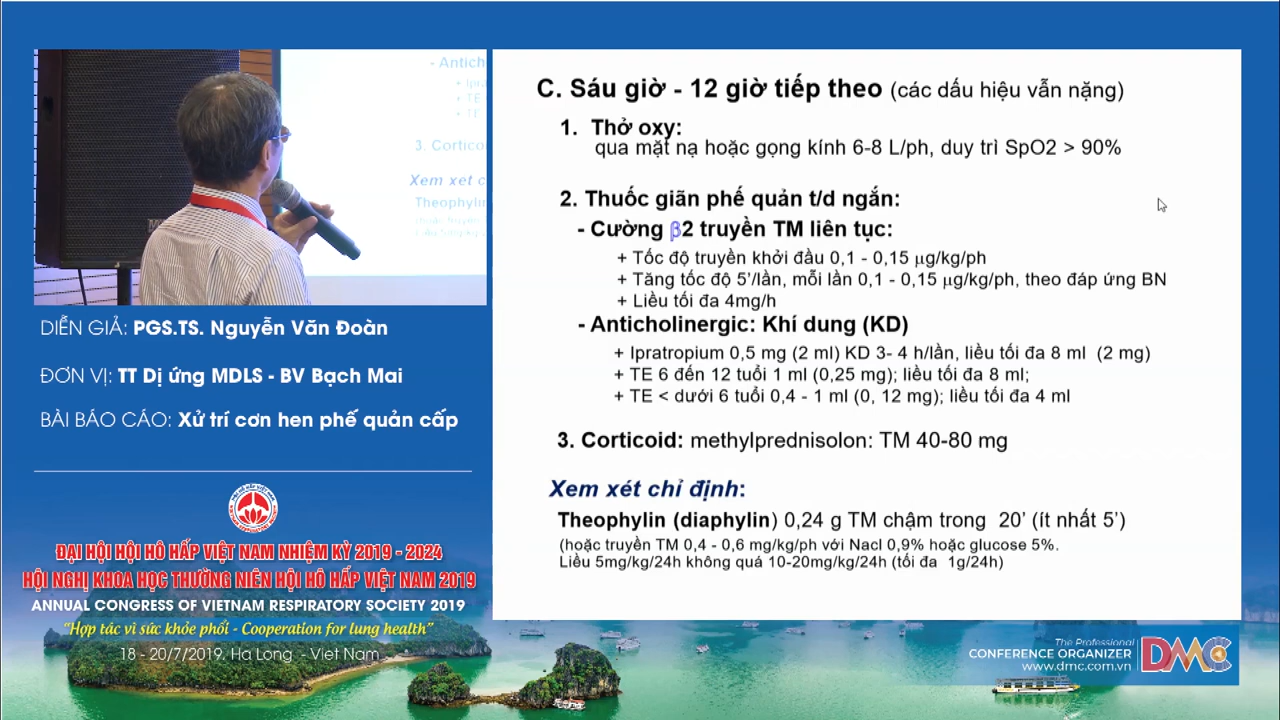 - Antich
+ Ipra
+ TE
+ TE
3. Cortico
Xem xét c
Theophylin
DIỄN GIẢ: PGS.TS. Nguyễn Văn Đoàn
ĐƠN VỊ: TT Dị ứng MDLS - BV Bạch Mai
BÀI BÁO CÁO: Xử trí cơn hen phế quản cấp
ĐẠI HỘI HỘI HÔ HẤP VIỆT NAM NHIỆM KỲ 2019 - 2024
HỘI NGHỊ KHOA HỌC THƯỜNG NIÊN HỘI HÔ HẤP VIỆT NAM 2019
ANNUAL CONGRESS OF VIETNAM RESPIRATORY SOCIETY 2019
“Hợp tác vì sức khỏe phổi - Cooperation for lung health”
18 - 20/7/2019. Ha Long - Viet Nam
C. Sáu giờ - 12 giờ tiếp theo (các dấu hiệu vẫn nặng)
1. Thở oxy:
qua mặt nạ hoặc gọng kính 6-8 L/ph, duy trì SpO2 > 90%
2. Thuốc giãn phế quản t/d ngắn:
- Cường β2 truyền TM liên tục:
+ Tốc độ truyền khởi đầu 0,1 - 0,15 μg/kg/ph
+ Tăng tốc độ 5’/lần, mỗi lần 0,1 - 0,15 μg/kg/ph, theo đáp ứng BN
+ Liều tối đa 4mg/h
- Anticholinergic: Khí dung (KD)
+ Ipratropium 0,5 mg (2 ml) KD 3- 4 h/lần, liều tối đa 8 ml (2 mg)
+ TE 6 đến 12 tuổi 1 ml (0,25 mg); liều tối đa 8 ml;
+ TE < dưới 6 tuổi 0,4 - 1 ml (0, 12 mg); liều tối đa 4 ml
3. Corticoid: methylprednisolon: TM 40-80 mg
Xem xét chỉ định:
Theophylin (diaphylin) 0,24 g TM chậm trong 20’ (ít nhất 5’)
(hoặc truyền TM 0,4 - 0,6 mg/kg/ph với Nacl 0,9% hoặc glucose 5%.
Liều 5mg/kg/24h không quá 10-20mg/kg/24h (tối đa 1g/24h)
The Professional
CONFERENCE ORGANIZER
www.dmc.com.vn
DMC